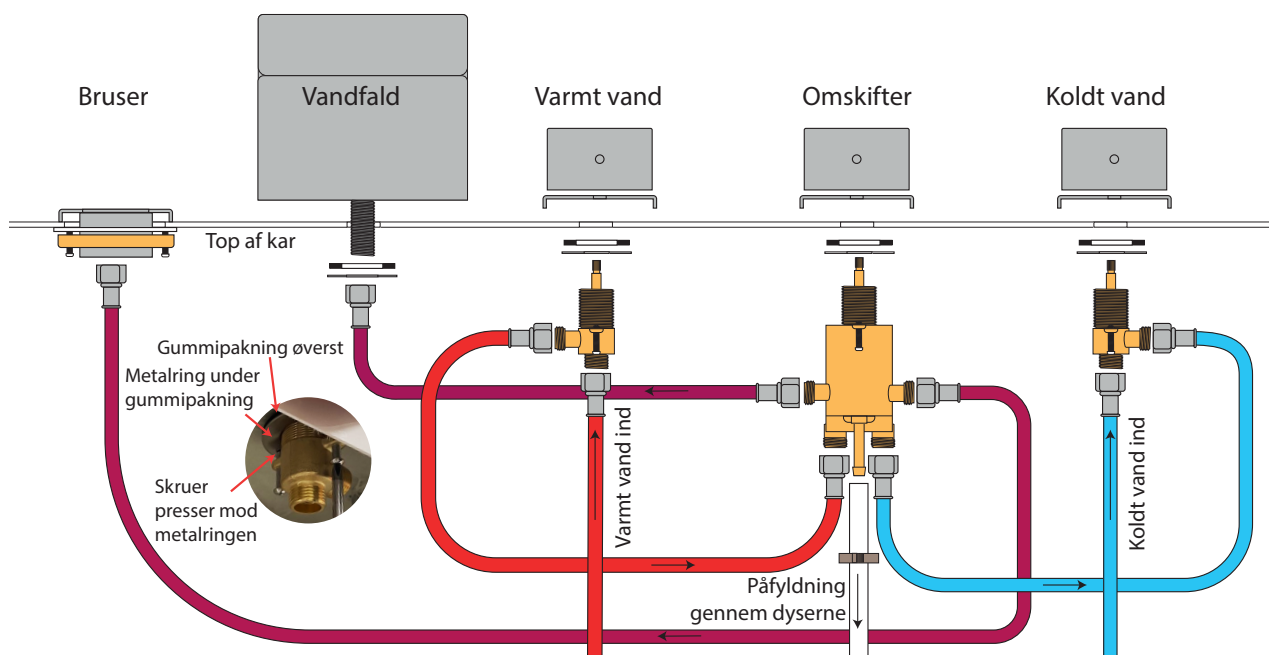 Bruser
Vandfald
Varmt vand
Omskifter
Koldt vand
Top af kar
Gummipakning øverst
Metalring under
gummipakning
Skruer
presser mod
metalringen
Varmt vand ind
Påfyldning
gennem dyserne
Koldt vand ind